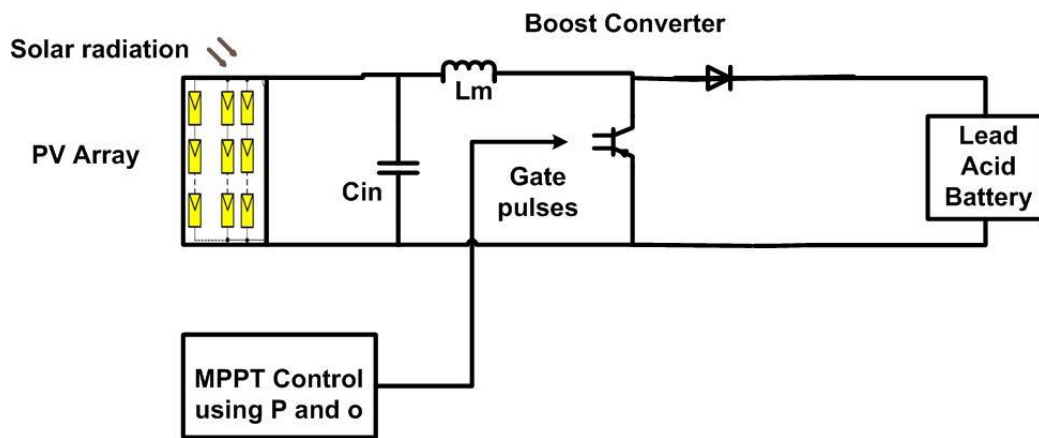 Boost Converter
Solar radiation
PV Array
Lm
Cin
Gate
pulses
Lead
Acid
Battery
MPPT Control
using P and o